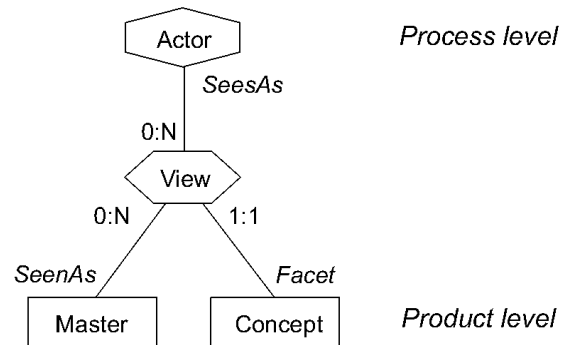 Actor
Process level
SeesAs
0:N
View
0:N
1:1
SeenAs
Facet
Master
Concept
Product level